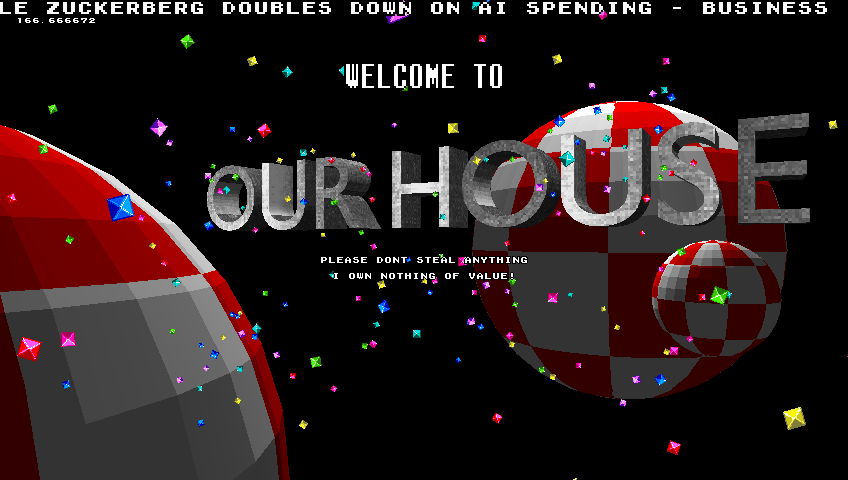 LE ZUCKERBERG DOUBLES DOWN ON AI SPENDING - BUSINESS
166.666672
WELCOME TO
OUR HOUSE
PLEASE DONT STEAL ANYTHING
I OWN NOTHING OF VALUE!